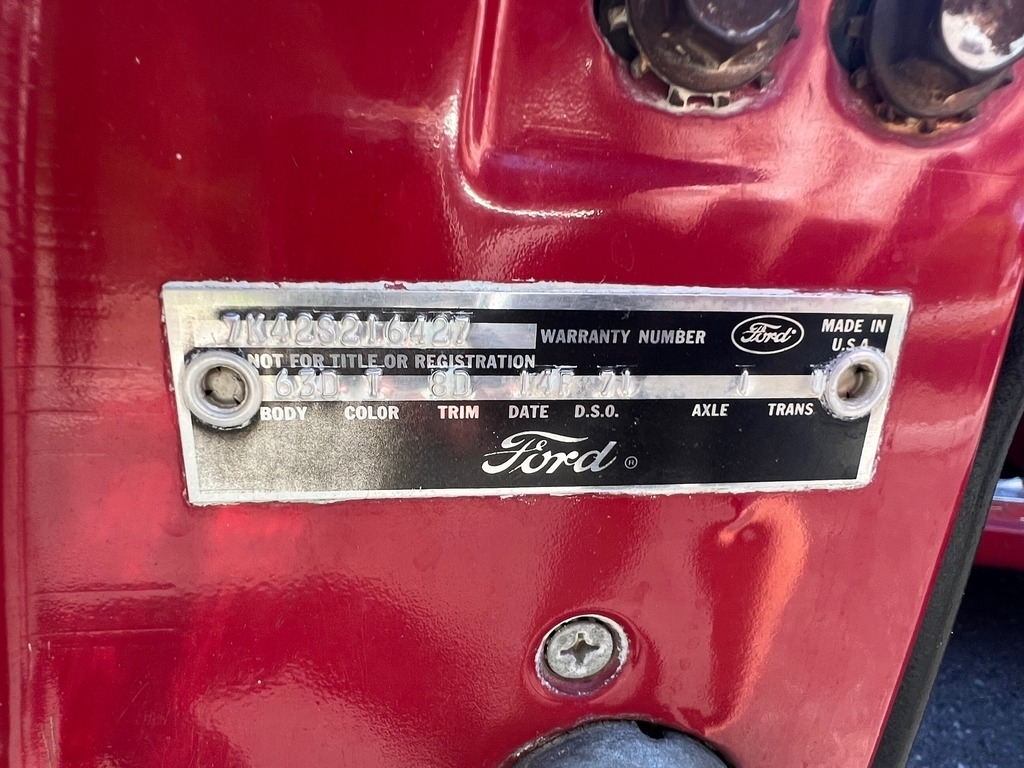 7K42S216427 WARRANTY NUMBER Ford MADE IN U.S.A.
NOT FOR TITLE OR REGISTRATION
63D T 8D 14F 71 1
BODY COLOR TRIM DATE D.S.O. AXLE TRANS
Ford